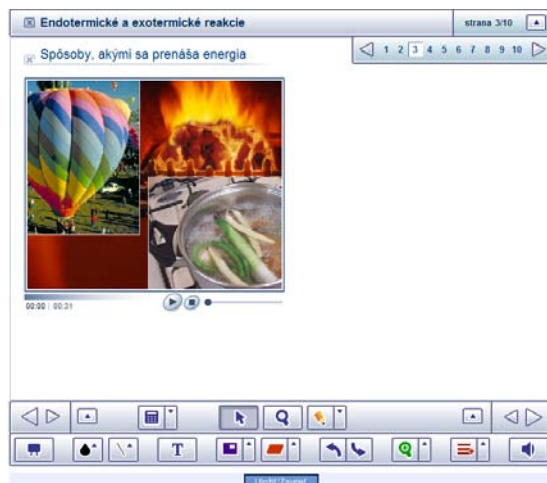 Endotermické a exotermické reakcie
strana 3/10
Spôsoby, akými sa prenáša energia
1 2 3 4 5 6 7 8 9 10
00:00 | 00:31
T